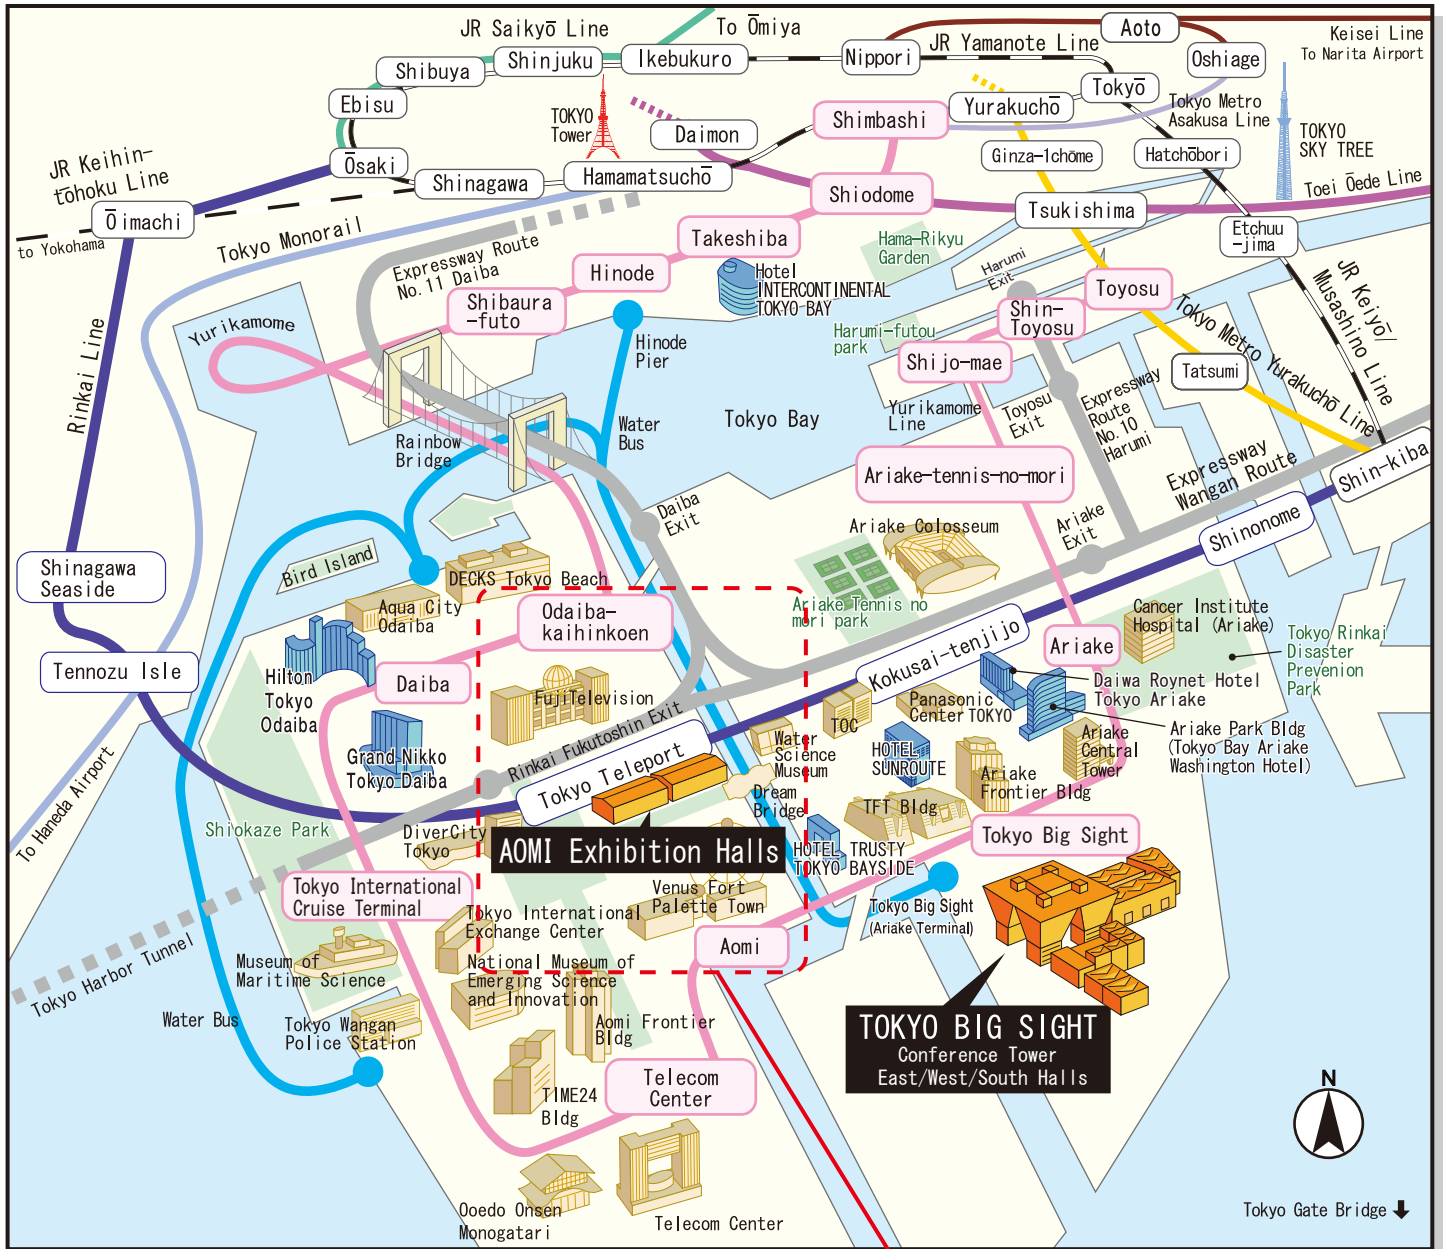 JR Saikyō Line
To Ōmiya
Aoto
Keisei Line
To Narita Airport
Shinjuku
Ikebukuro
Nippori
JR Yamanote Line
Oshiage
Shibuya
Tokyō
Ebisu
TOKYO
Tower
Daimon
Shimbashi
Yurakuchō
Tokyo Metro
Asakusa Line
TOKYO
SKY TREE
JR Keihin-
tōhoku Line
Ōsaki
Shinagawa
Hamamatsuchō
Ginza-1chōme
Hatchōbori
Shiodome
Tsukishima
Toei Ōede Line
Ōimachi
to Yokohama
Tokyo Monorail
Takeshiba
Hama-Rikyu
Garden
Etchuu
-jima
Expressway Route
No.11 Daiba
Hinode
Hotel
INTERCONTINENTAL
TOKYO BAY
Harumi
Exit
Toyosu
JR Keiyō/
Musashino Line
Shibaura
-futo
Shin-
Toyosu
Yurikamome
Hinode
Pier
Harumi-futou
park
Shijo-mae
Tokyo Metro Yurakuchō Line
Tatsumi
Rinkai Line
Yurikamome
Line
Toyosu
Exit
Expressway
Route
No.10
Harumi
Tokyo Bay
Water
Bus
Rainbow
Bridge
Ariake-tennis-no-mori
Expressway
Wangan Route
Shin-kiba
Daiba
Exit
Ariake Colosseum
Ariake
Exit
Shinonome
Bird Island
DECKS Tokyo Beach
Shinagawa
Seaside
Aqua City
Odaiba
Odaiba-
kaihinkoen
Ariake Tennis no
mori park
Cancer Institute
Hospital (Ariake)
Kokusai-tenjijo
Ariake
Tokyo Rinkai
Disaster
Prevenion
Park
Tennozu Isle
Hilton
Tokyo
Odaiba
Daiba
FujiTelevision
Daiwa Roynet Hotel
Tokyo Ariake
Panasonic
Center TOKYO
TOC
Ariake Park Bldg
(Tokyo Bay Ariake
Washington Hotel)
Grand Nikko
Tokyo Daiba
Rinkai Fukutoshin Exit
Tokyo Teleport
Water
Science
Museum
HOTEL
SUNROUTE
Ariake
Central
Tower
Ariake
Frontier Bldg
To Haneda Airport
Dream
Bridge
TFT Bldg
Shiokaze Park
DiverCity
Tokyo
AOMI Exhibition Halls
HOTEL TRUSTY
TOKYO BAYSIDE
Tokyo Big Sight
Tokyo International
Cruise Terminal
Venus Fort
Palette Town
Tokyo International
Exchange Center
Tokyo Big Sight
(Ariake Terminal)
Aomi
Tokyo Harbor Tunnel
Museum of
Maritime Science
National Museum of
Emerging Science
and Innovation
Water Bus
Tokyo Wangan
Police Station
Aomi Frontier
Bldg
TOKYO BIG SIGHT
Conference Tower
East/West/South Halls
Telecom
Center
TIME24
Bldg
N
Ooedo Onsen
Monogatari
Telecom Center
Tokyo Gate Bridge